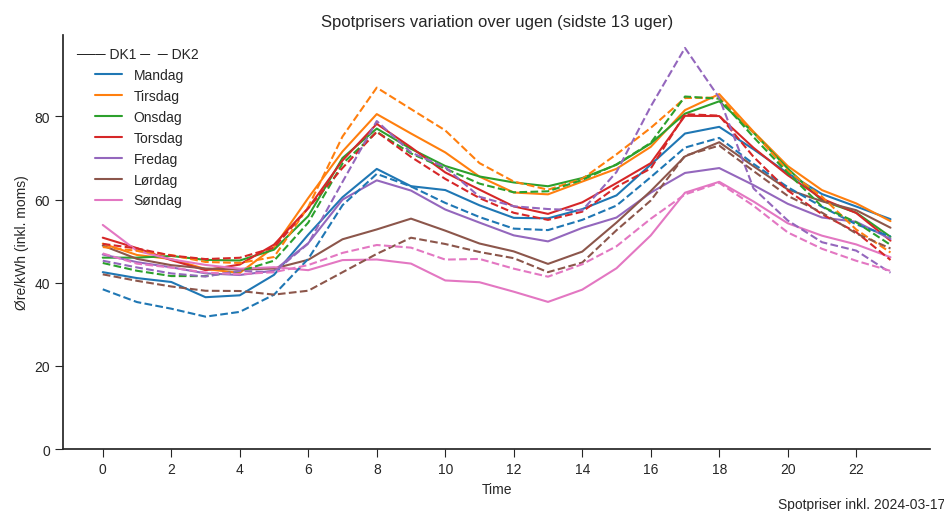 Spotprisers variation over ugen (sidste 13 uger)
DK1 DK2
Mandag
Tirsdag
Onsdag
Torsdag
Fredag
Lørdag
Søndag
Øre/kWh (inkl. moms)
80
60
40
20
0
0 2 4 6 8 10 12 14 16 18 20 22
Time
Spotpriser inkl. 2024-03-17